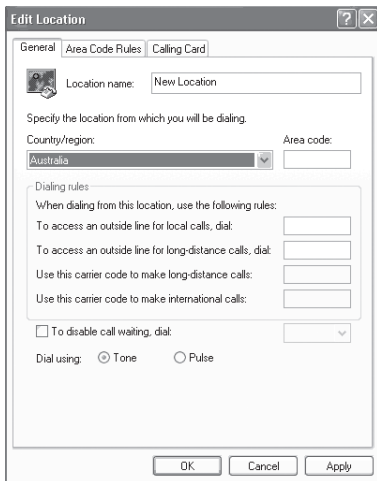 Edit Location
General Area Code Rules Calling Card
Location name: New Location
Specify the location from which you will be dialing.
Country/region: Area code:
Australia
Dialing rules
When dialing from this location, use the following rules:
To access an outside line for local calls, dial:
To access an outside line for long-distance calls, dial:
Use this carrier code to make long-distance calls:
Use this carrier code to make international calls:
To disable call waiting, dial:
Dial using: Tone Pulse
OK Cancel Apply